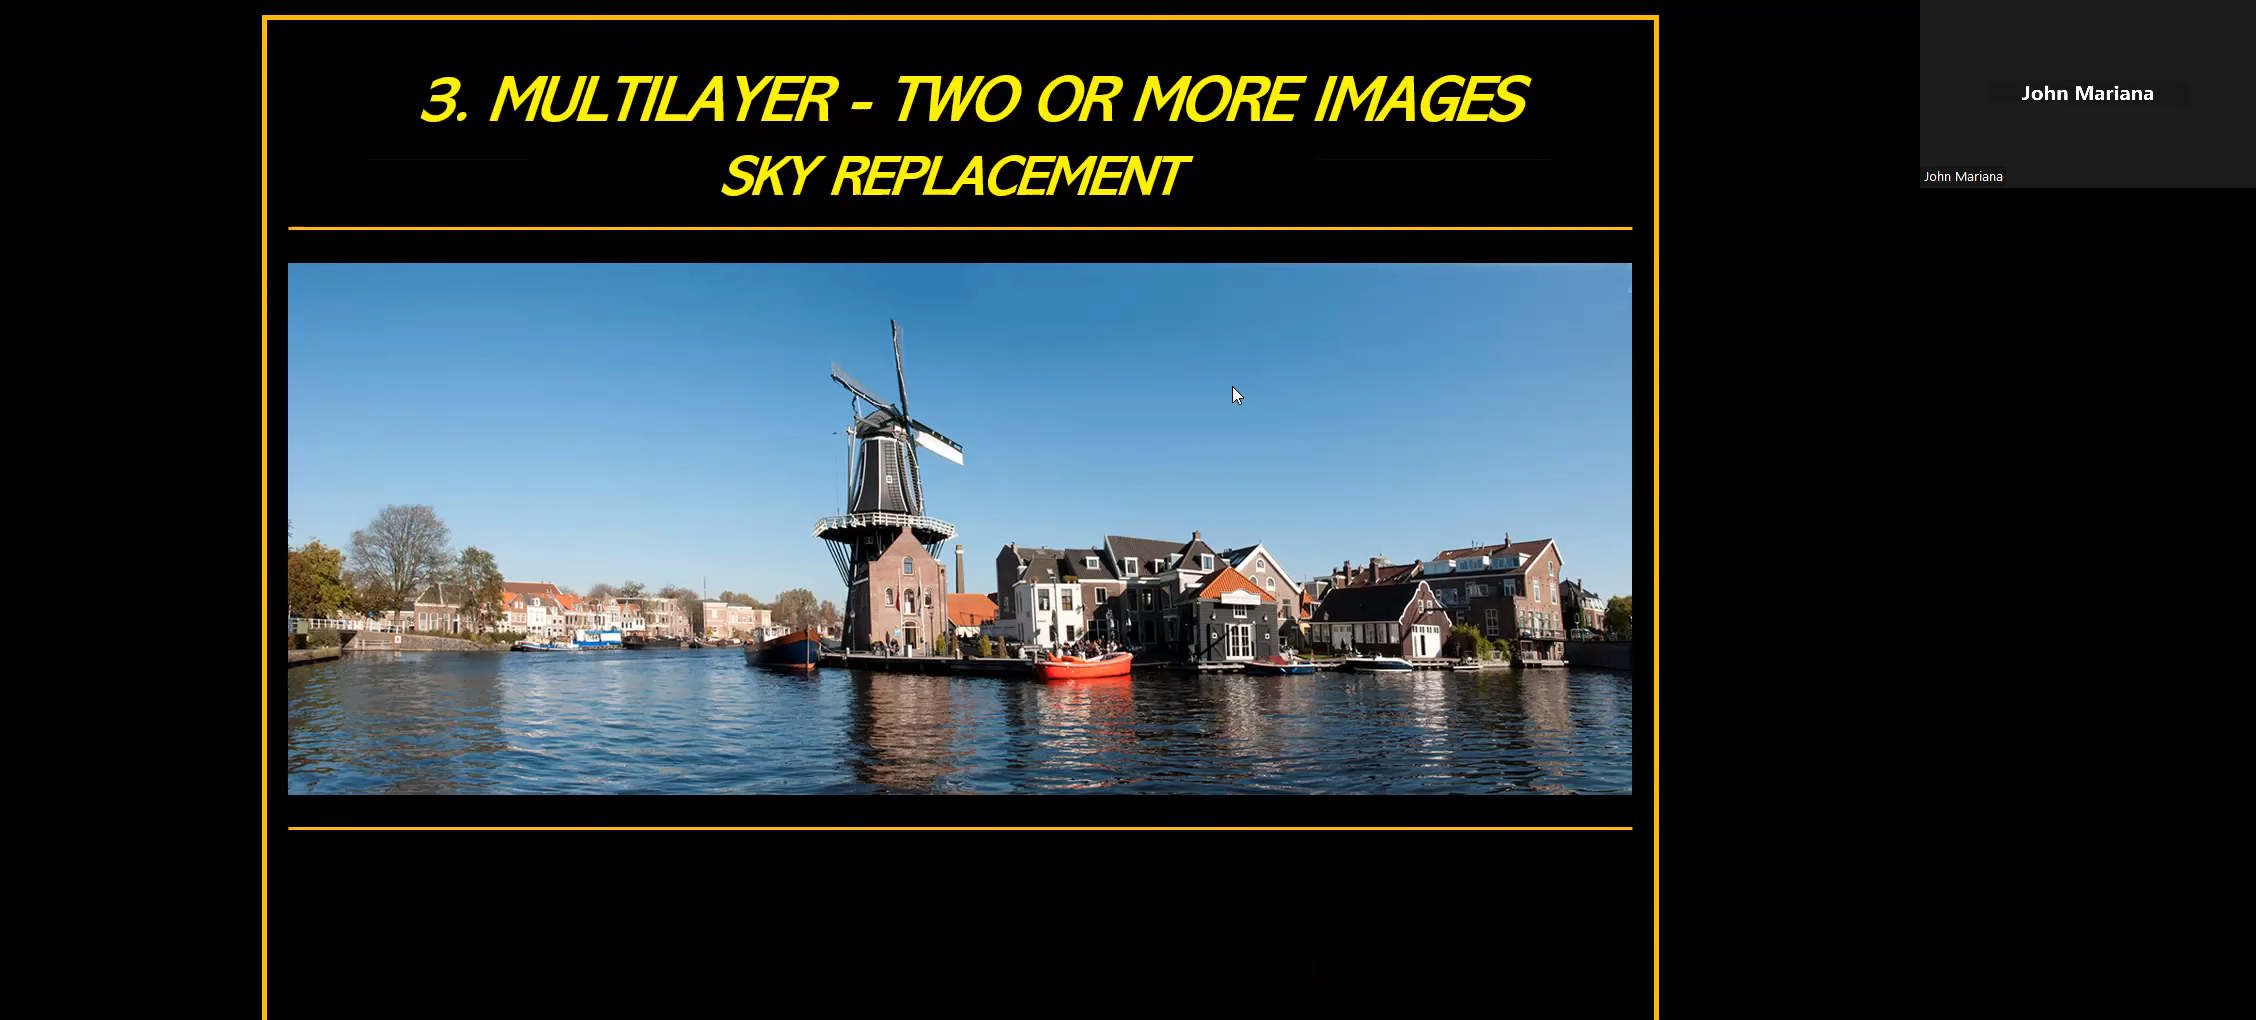 3. MULTILAYER - TWO OR MORE IMAGES
SKY REPLACEMENT
John Mariana
John Mariana